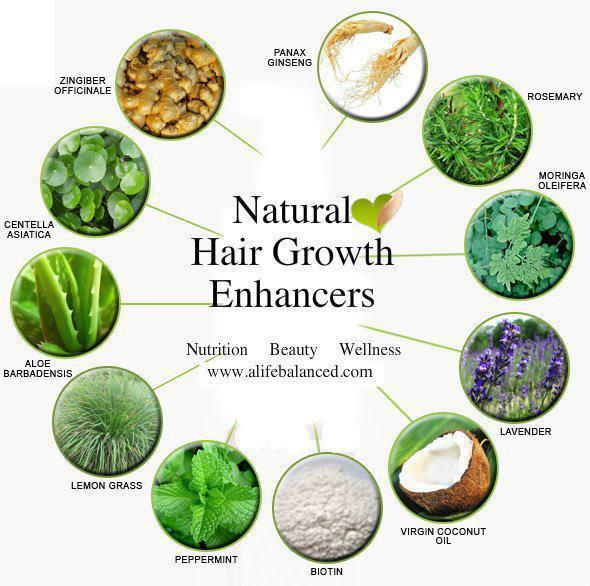 PANAX
GINSENG
ZINGIBER
OFFICINALE
ROSEMARY
MORINGA
OLEIFERA
CENTELLA
ASIATICA
Natural
Hair Growth
Enhancers
Nutrition Beauty Wellness
www.alifebalanced.com
ALOE
BARBADENSIS
LAVENDER
LEMON GRASS
VIRGIN COCONUT
OIL
PEPPERMINT
BIOTIN